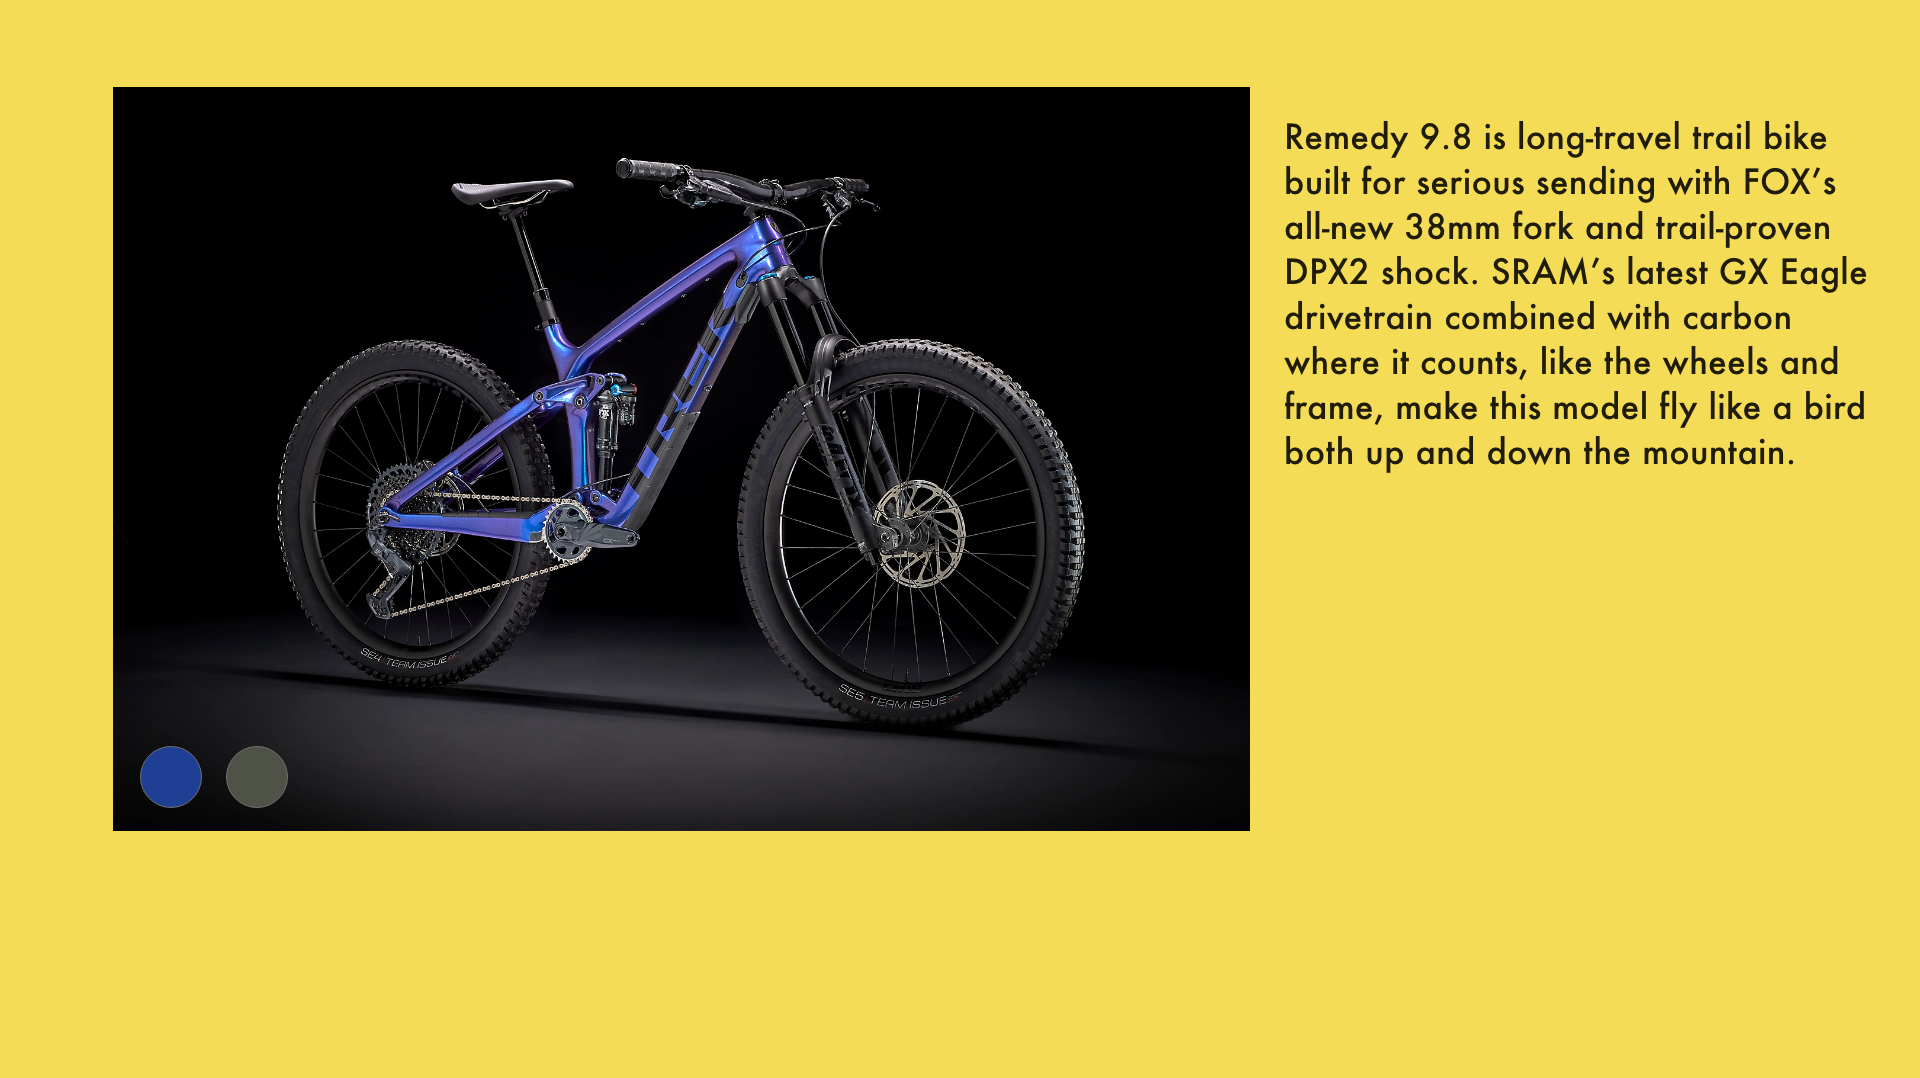 Remedy 9.8 is long-travel trail bike
built for serious sending with FOX’s
all-new 38mm fork and trail-proven
DPX2 shock. SRAM’s latest GX Eagle
drivetrain combined with carbon
where it counts, like the wheels and
frame, make this model fly like a bird
both up and down the mountain.
TREK
SE4 TEAM ISSUE
SE5 TEAM ISSUE